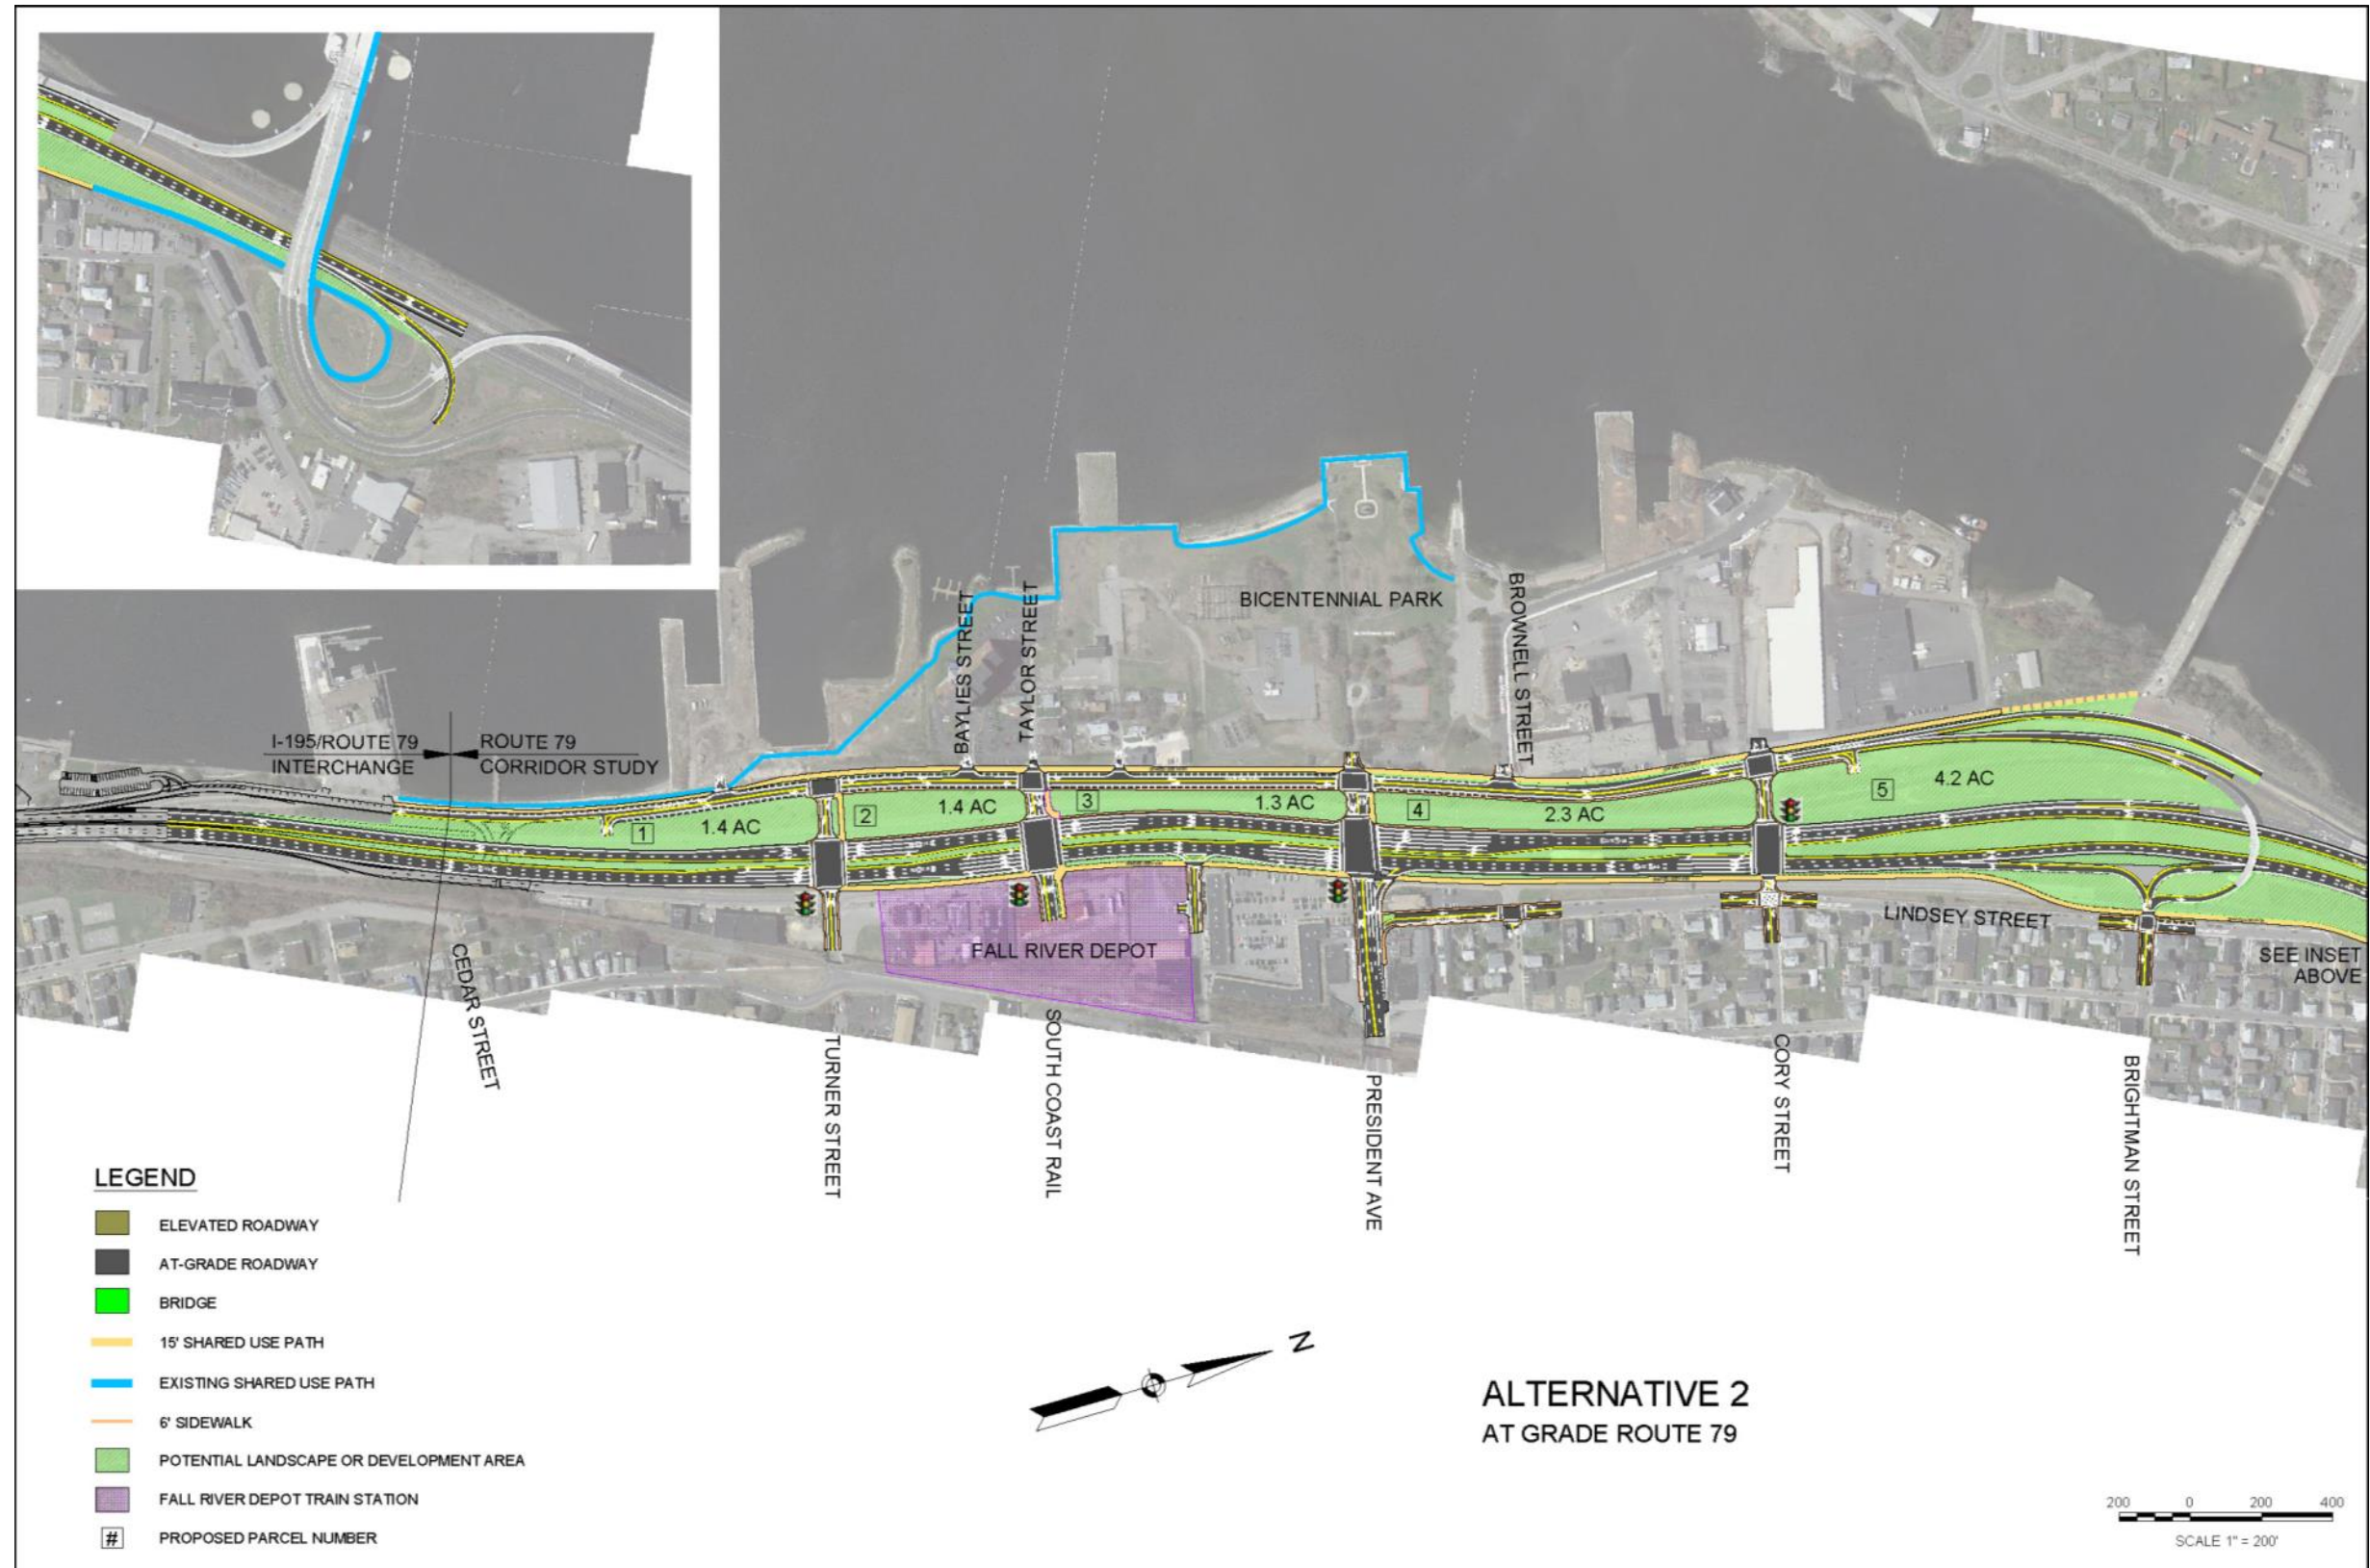 I-195/ROUTE 79
INTERCHANGE
ROUTE 79
CORRIDOR STUDY
BAYLIES STREET
TAYLOR STREET
BICENTENNIAL PARK
BROWNELL STREET
1
1.4 AC
2
1.4 AC
3
1.3 AC
4
2.3 AC
5
4.2 AC
FALL RIVER DEPOT
LINDSEY STREET
SEE INSET
ABOVE
CEDAR STREET
TURNER STREET
SOUTH COAST RAIL
PRESIDENT AVE
CORY STREET
BRIGHTMAN STREET
LEGEND
ELEVATED ROADWAY
AT-GRADE ROADWAY
BRIDGE
15' SHARED USE PATH
EXISTING SHARED USE PATH
6' SIDEWALK
POTENTIAL LANDSCAPE OR DEVELOPMENT AREA
FALL RIVER DEPOT TRAIN STATION
# PROPOSED PARCEL NUMBER
N
ALTERNATIVE 2
AT GRADE ROUTE 79
200 0 200 400
SCALE 1" = 200'